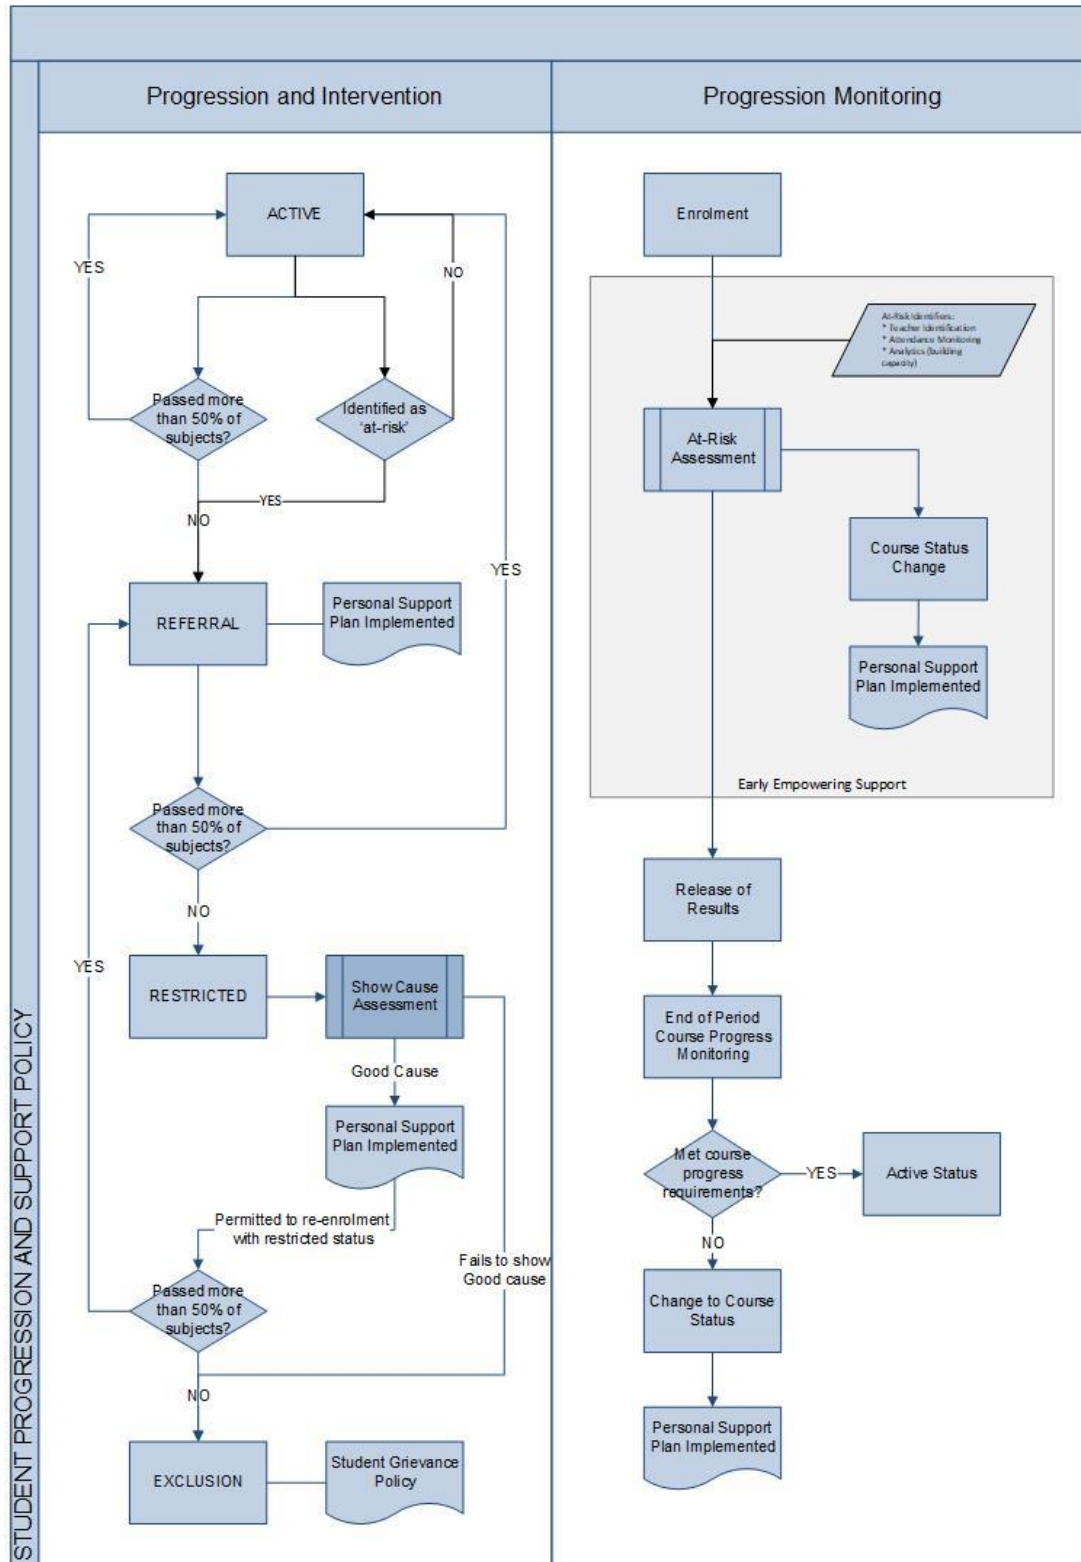 STUDENT PROGRESSION AND SUPPORT POLICY
Progression and Intervention
ACTIVE
YES
NO
Passed more
than 50% of
subjects?
Identified as
'at-risk'
YES
NO
REFERRAL
Personal Support
Plan Implemented
YES
Passed more
than 50% of
subjects?
NO
YES
RESTRICTED
Show Cause
Assessment
Good Cause
Personal Support
Plan Implemented
Permitted to re-enrolment
with restricted status
Fails to show
Good cause
Passed more
than 50% of
subjects?
NO
EXCLUSION
Student Grievance
Policy
Progression Monitoring
Enrolment
At-Risk Identifiers:
* Teacher Identification
* Attendance Monitoring
* Analytics (building
capacity)
At-Risk
Assessment
Course Status
Change
Personal Support
Plan Implemented
Early Empowering Support
Release of
Results
End of Period
Course Progress
Monitoring
Met course
progress
requirements?
YES
Active Status
NO
Change to Course
Status
Personal Support
Plan Implemented